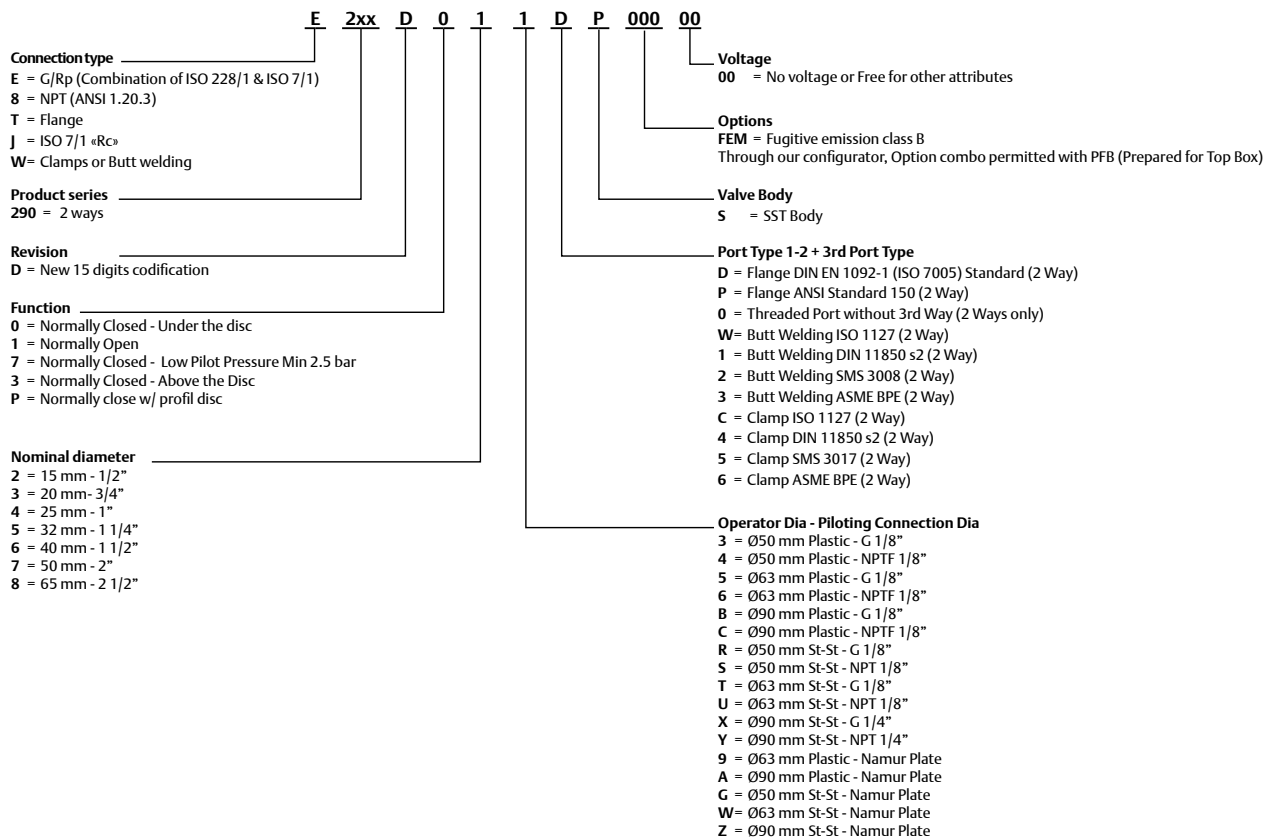 E 2xx D 0 1 1 D P 000 00
Connection type
E = G/Rp (Combination of ISO 228/1 & ISO 7/1)
8 = NPT (ANSI 1.20.3)
T = Flange
J = ISO 7/1 «Rc»
W= Clamps or Butt welding
Product series
290 = 2 ways
Revision
D = New 15 digits codification
Function
0 = Normally Closed - Under the disc
1 = Normally Open
7 = Normally Closed - Low Pilot Pressure Min 2.5 bar
3 = Normally Closed - Above the Disc
P = Normally close w/ profil disc
Nominal diameter
2 = 15 mm - 1/2”
3 = 20 mm- 3/4”
4 = 25 mm - 1”
5 = 32 mm - 1 1/4”
6 = 40 mm - 1 1/2”
7 = 50 mm - 2”
8 = 65 mm - 2 1/2”
Voltage
00 = No voltage or Free for other attributes
Options
FEM = Fugitive emission class B
Through our configurator, Option combo permitted with PFB (Prepared for Top Box)
Valve Body
S = SST Body
Port Type 1-2 + 3rd Port Type
D = Flange DIN EN 1092-1 (ISO 7005) Standard (2 Way)
P = Flange ANSI Standard 150 (2 Way)
0 = Threaded Port without 3rd Way (2 Ways only)
W= Butt Welding ISO 1127 (2 Way)
1 = Butt Welding DIN 11850 s2 (2 Way)
2 = Butt Welding SMS 3008 (2 Way)
3 = Butt Welding ASME BPE (2 Way)
C = Clamp ISO 1127 (2 Way)
4 = Clamp DIN 11850 s2 (2 Way)
5 = Clamp SMS 3017 (2 Way)
6 = Clamp ASME BPE (2 Way)
Operator Dia - Piloting Connection Dia
3 = Ø50 mm Plastic - G 1/8”
4 = Ø50 mm Plastic - NPTF 1/8”
5 = Ø63 mm Plastic - G 1/8”
6 = Ø63 mm Plastic - NPTF 1/8”
B = Ø90 mm Plastic - G 1/8”
C = Ø90 mm Plastic - NPTF 1/8”
R = Ø50 mm St-St - G 1/8”
S = Ø50 mm St-St - NPT 1/8”
T = Ø63 mm St-St - G 1/8”
U = Ø63 mm St-St - NPT 1/8”
X = Ø90 mm St-St - G 1/4”
Y = Ø90 mm St-St - NPT 1/4”
9 = Ø63 mm Plastic - Namur Plate
A = Ø90 mm Plastic - Namur Plate
G = Ø50 mm St-St - Namur Plate
W= Ø63 mm St-St - Namur Plate
Z = Ø90 mm St-St - Namur Plate